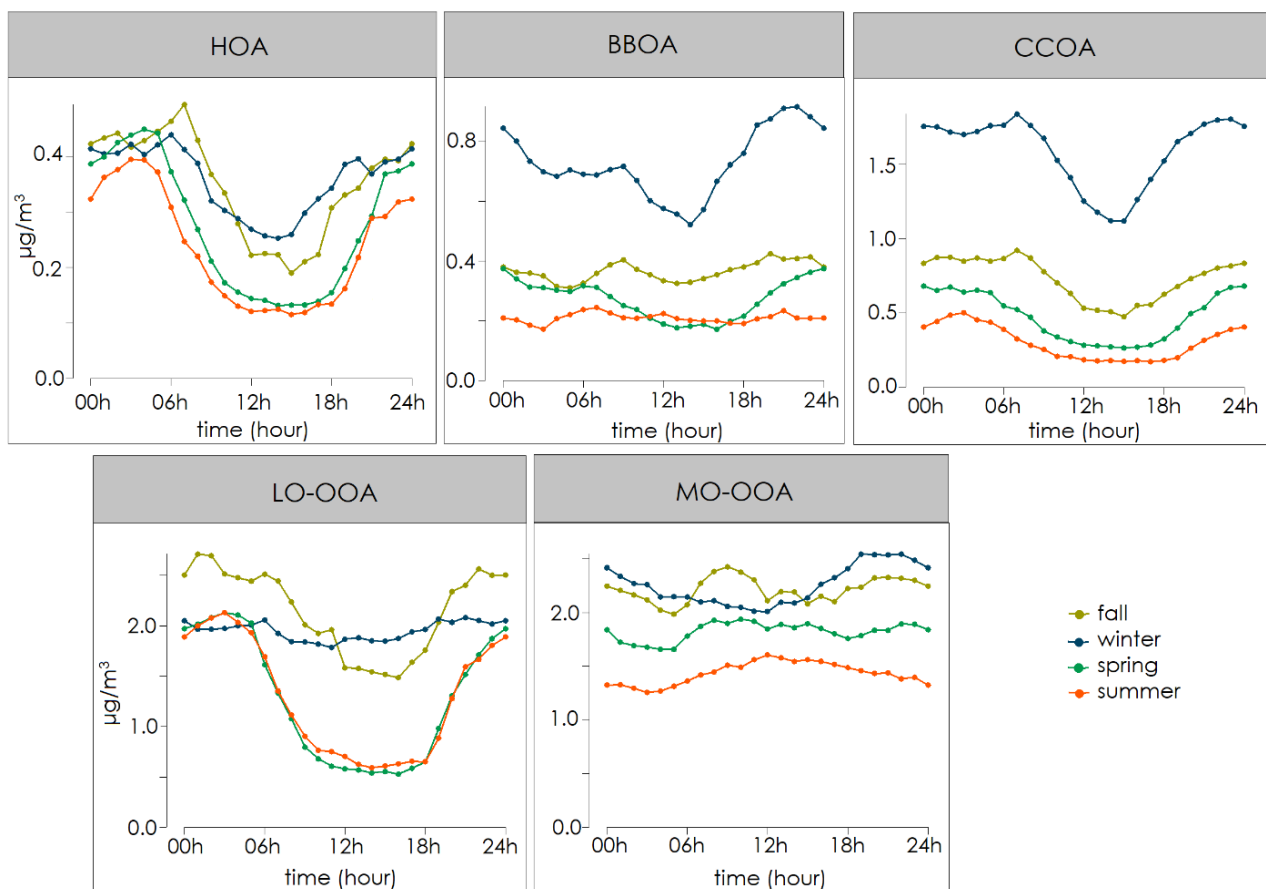 HOA
BBOA
CCOA
µg/m³
0.4
0.2
0.0
00h 06h 12h 18h 24h
time (hour)
0.8
0.4
0.0
00h 06h 12h 18h 24h
time (hour)
1.5
1.0
0.5
0.0
00h 06h 12h 18h 24h
time (hour)
LO-OOA
MO-OOA
µg/m³
2.0
1.0
0.0
00h 06h 12h 18h 24h
time (hour)
2.0
1.0
0.0
00h 06h 12h 18h 24h
time (hour)
fall
winter
spring
summer